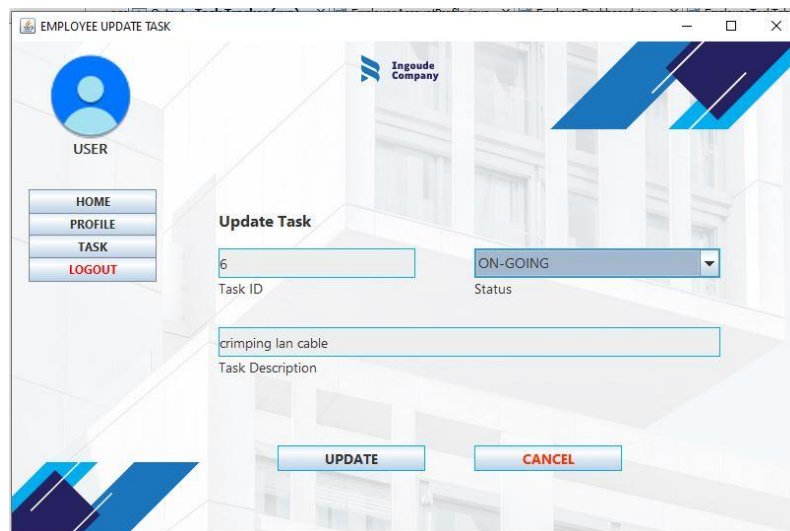 EMPLOYEE UPDATE TASK
Ingoude
Company
USER
HOME
PROFILE
TASK
LOGOUT
Update Task
6
ON-GOING
Task ID
Status
crimping lan cable
Task Description
UPDATE
CANCEL